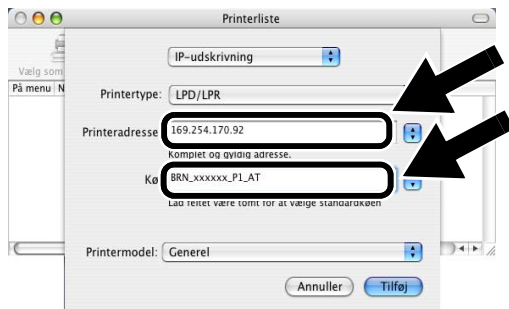 Printerliste
IP-udskrivning
Vælg som
På menu N
Printertype: LPD/LPR
Printeradresse 169.254.170.92
Komplet og gyldig adresse.
Kø BRN_xxxxxx_P1_AT
Lad feltet være tomt for at vælge standardkøen
Printermodel: Generel
Annuller Tilføj